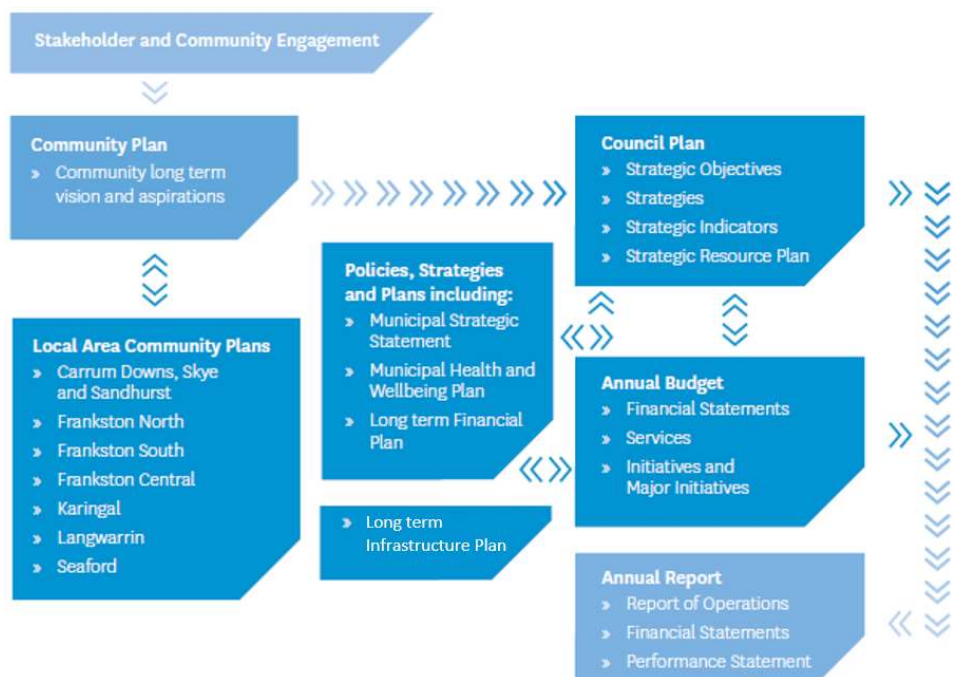 Stakeholder and Community Engagement
Community Plan
» Community long term
vision and aspirations
Local Area Community Plans
» Carrum Downs, Skye
and Sandhurst
» Frankston North
» Frankston South
» Frankston Central
» Karingal
» Langwarrin
» Seaford
Policies, Strategies
and Plans including:
» Municipal Strategic
Statement
» Municipal Health and
Wellbeing Plan
» Long term Financial
Plan
» Long term
Infrastructure Plan
Council Plan
» Strategic Objectives
» Strategies
» Strategic Indicators
» Strategic Resource Plan
Annual Budget
» Financial Statements
» Services
» Initiatives and
Major Initiatives
Annual Report
» Report of Operations
» Financial Statements
» Performance Statement